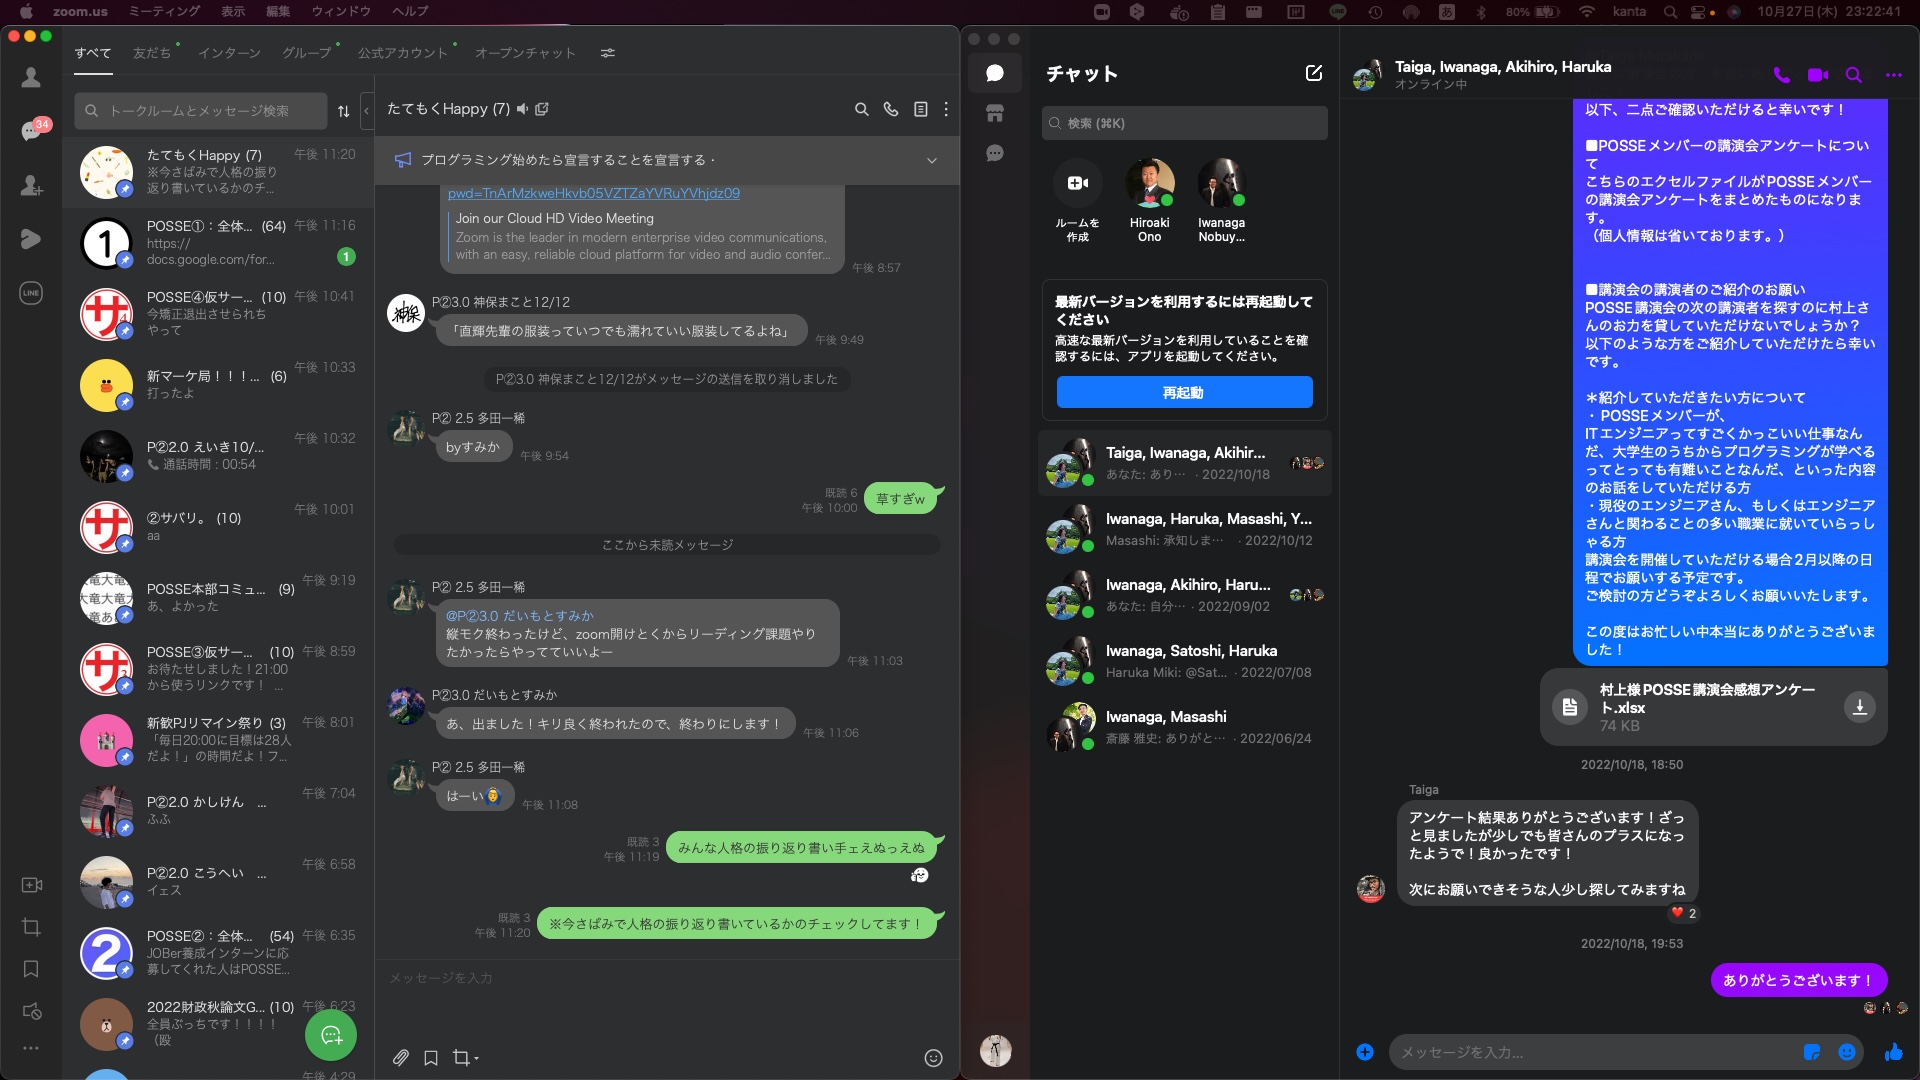 zoom.us ミーティング 表示 編集 ウィンドウ ヘルプ
80%
kanta
10月27日(木) 23:22:41
すべて 友だち インターン グループ 公式アカウント オープンチャット
34
トークルームとメッセージ検索
たてもくHappy (7) 午後 11:20
※今さばみで人格の振り
返り書いているかのチ...
POSSE①：全体... (64) 午後 11:16
https://
docs.google.com/for...
1
POSSE④仮サー... (10) 午後 10:41
今矯正退出させられち
やって
新マーケ局！！！... (6) 午後 10:33
打ったよ
P②2.0 えいき10/... 午後 10:32
通話時間 : 00:54
②サバリ。 (10) 午後 10:01
aa
POSSE本部コミュ... (9) 午後 9:19
あ、よかった
POSSE③仮サー... (10) 午後 8:59
お待たせしました！21:00
から使うリンクです！ ...
新歓PJリマイン祭り (3) 午後 8:01
「毎日20:00に目標は28人
だよ！」の時間だよ！フ...
P②2.0 かしけん ... 午後 7:04
ふふ
P②2.0 こうへい ... 午後 6:58
イェス
POSSE②：全体... (54) 午後 6:35
JOBer養成インターンに応
募してくれた人はPOSSE...
2022財政秋論文G... (10) 午後 6:23
全員ぶっちです！！！！
（殴
午後 4:29
LINE
たてもくHappy (7)
プログラミング始めたら宣言することを宣言する・
pwd=TnArMzkweHkvb05VZTZaYVRuYVhjdz09
Join our Cloud HD Video Meeting
Zoom is the leader in modern enterprise video communications,
with an easy, reliable cloud platform for video and audio confer...
午後 8:57
P②3.0 神保まこと12/12
「直輝先輩の服装っていつでも濡れていい服装してるよね」
午後 9:49
P②3.0 神保まこと12/12がメッセージの送信を取り消しました
P② 2.5 多田一稀
byすみか
午後 9:54
既読 6
午後 10:00
草すぎw
ここから未読メッセージ
P② 2.5 多田一稀
@P②3.0 だいもとすみか
縦モク終わったけど、zoom開けとくからリーディング課題やり
たかったらやってていいよー
午後 11:03
P②3.0 だいもとすみか
あ、出ました！キリ良く終われたので、終わりにします！
午後 11:06
P② 2.5 多田一稀
はーい
午後 11:08
既読 3
午後 11:19
みんな人格の振り返り書い手ェえぬっえぬ
既読 3
午後 11:20
※今さばみで人格の振り返り書いているかのチェックしてます！
メッセージを入力
チャット
検索 (⌘K)
ルームを
作成
Hiroaki
Ono
Iwanaga
Nobuy...
最新バージョンを利用するには再起動して
ください
高速な最新バージョンを利用していることを確
認するには、アプリを起動してください。
再起動
Taiga, Iwanaga, Akihir...
あなた: あり… · 2022/10/18
Iwanaga, Haruka, Masashi, Y...
Masashi: 承知しま… · 2022/10/12
Iwanaga, Akihiro, Haru...
あなた: 自分… · 2022/09/02
Iwanaga, Satoshi, Haruka
Haruka Miki: @Sat... · 2022/07/08
Iwanaga, Masashi
斎藤 雅史: ありがと… · 2022/06/24
Taiga, Iwanaga, Akihiro, Haruka
オンライン中
以下、二点ご確認いただけると幸いです！
■POSSEメンバーの講演会アンケートについ
て
こちらのエクセルファイルがPOSSEメンバー
の講演会アンケートをまとめたものになりま
す。
（個人情報は省いております。）
■講演会の講演者のご紹介のお願い
POSSE講演会の次の講演者を探すのに村上さ
んのお力を貸していただけないでしょうか？
以下のような方をご紹介していただけたら幸い
です。
＊紹介していただきたい方について
・POSSEメンバーが、
ITエンジニアってすごくかっこいい仕事なん
だ、大学生のうちからプログラミングが学べる
ってとっても有難いことなんだ、といった内容
のお話をしていただける方
・現役のエンジニアさん、もしくはエンジニア
さんと関わることの多い職業に就いていらっし
ゃる方
講演会を開催していただける場合2月以降の日
程でお願いする予定です。
ご検討の方どうぞよろしくお願いいたします。
この度はお忙しい中本当にありがとうございま
した！
村上様POSSE講演会感想アンケー
ト.xlsx
74 KB
2022/10/18, 18:50
Taiga
アンケート結果ありがとうございます！ざっ
と見ましたが少しでも皆さんのプラスになっ
たようで！良かったです！
次にお願いできそうな人少し探してみますね
2
2022/10/18, 19:53
ありがとうございます！
メッセージを入力...